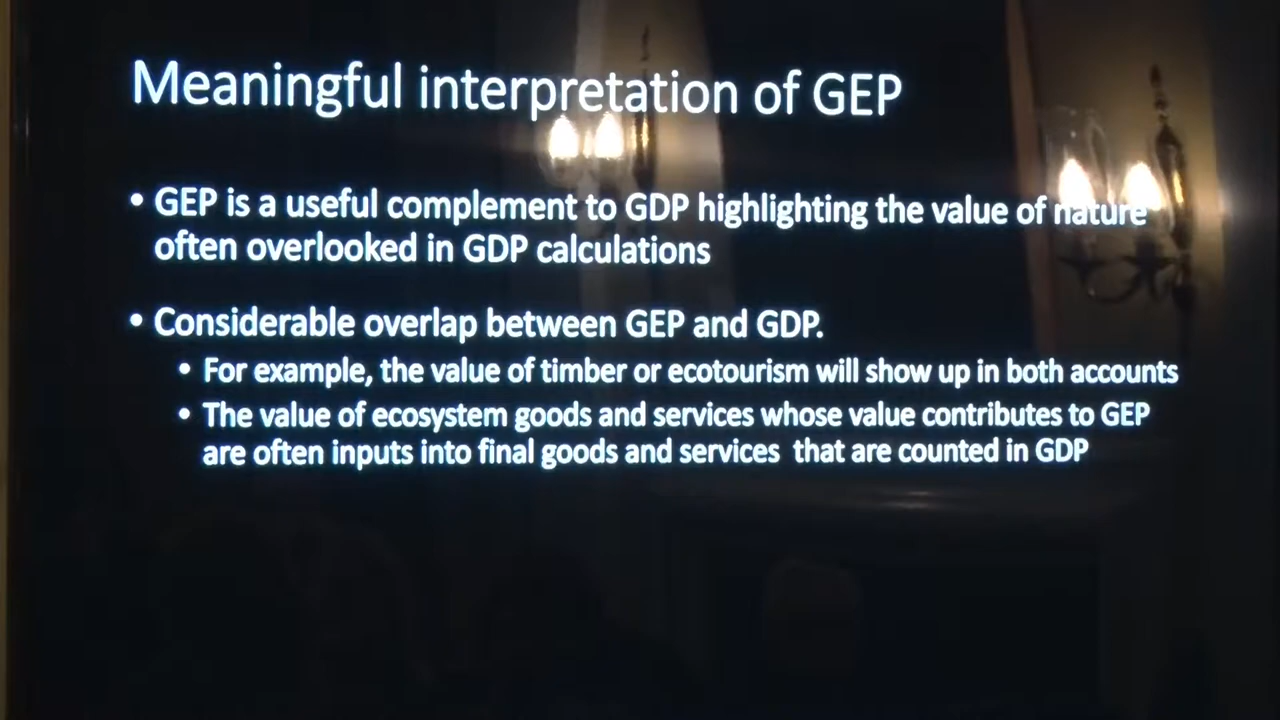 Meaningful interpretation of GEP
• GEP is a useful complement to GDP highlighting the value of nature
often overlooked in GDP calculations
• Considerable overlap between GEP and GDP.
• For example, the value of timber or ecotourism will show up in both accounts
• The value of ecosystem goods and services whose value contributes to GEP
are often inputs into final goods and services that are counted in GDP